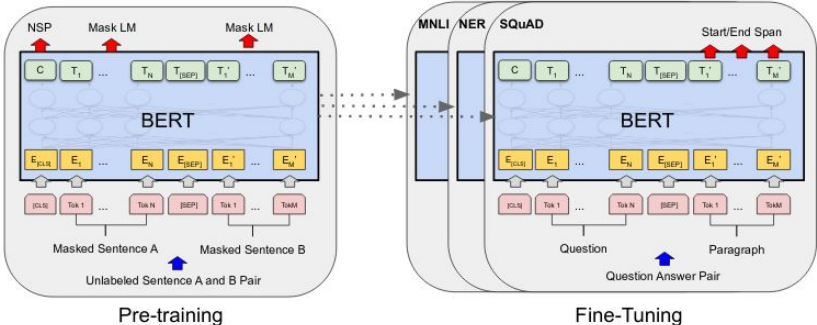 NSP Mask LM Mask LM
C T1 ... TN T[SEP] T1' ... TM'
BERT
E[CLS] E1 ... EN E[SEP] E1' ... EM'
[CLS] Tok 1 ... Tok N [SEP] Tok 1 ... TokM
Masked Sentence A Masked Sentence B
Unlabeled Sentence A and B Pair
Pre-training
MNLI NER SQuAD
Start/End Span
C T1 ... TN T[SEP] T1' ... TM'
BERT
E[CLS] E1 ... EN E[SEP] E1' ... EM'
[CLS] Tok 1 ... Tok N [SEP] Tok 1 ... TokM
Question Paragraph
Question Answer Pair
Fine-Tuning